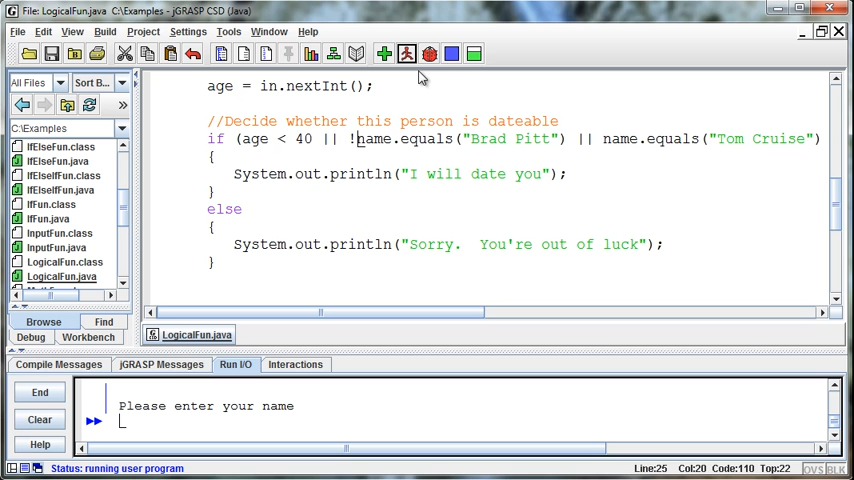 File: LogicalFun.java  C:\Examples - jGRASP CSD (Java)
File Edit View Build Project Settings Tools Window Help
All Files Sort B...
C:\Examples
IfElseFun.class
IfElseFun.java
IfElseIfFun.class
IfElseIfFun.java
IfFun.class
IfFun.java
InputFun.class
InputFun.java
LogicalFun.class
LogicalFun.java
Browse Find
Debug Workbench
age = in.nextInt();
//Decide whether this person is dateable
if (age < 40 || !name.equals("Brad Pitt") || name.equals("Tom Cruise")
{
System.out.println("I will date you");
}
else
{
System.out.println("Sorry.  You're out of luck");
}
LogicalFun.java
Compile Messages jGRASP Messages Run I/O Interactions
End
Clear
Help
Please enter your name
Status: running user program
Line:25 Col:20 Code:110 Top:22 OVS BLK